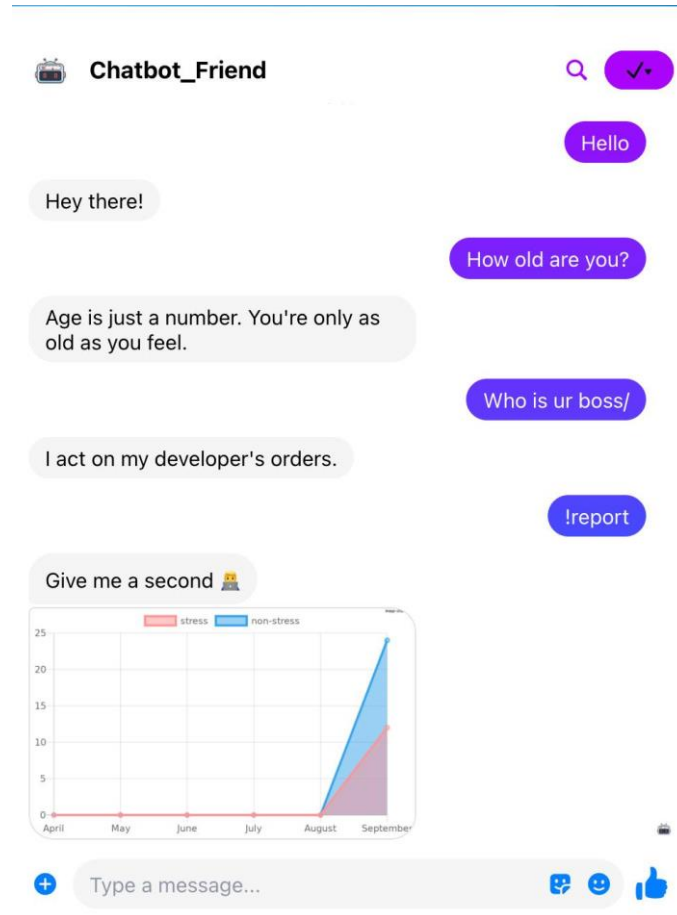 Chatbot_Friend
Hello
Hey there!
How old are you?
Age is just a number. You're only as
old as you feel.
Who is ur boss/
I act on my developer's orders.
!report
Give me a second
stress non-stress
25
20
15
10
5
0
April May June July August September
Type a message...